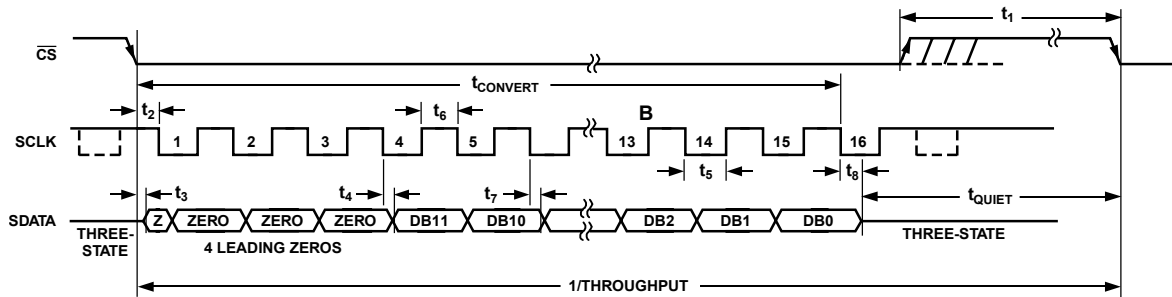 t1
CS
tCONVERT
t2
t6
B
SCLK
1
2
3
4
5
13
14
15
16
t3
t4
t7
t5
t8
tQUIET
SDATA
Z
ZERO
ZERO
ZERO
DB11
DB10
DB2
DB1
DB0
THREE-
STATE
4 LEADING ZEROS
THREE-STATE
1/THROUGHPUT